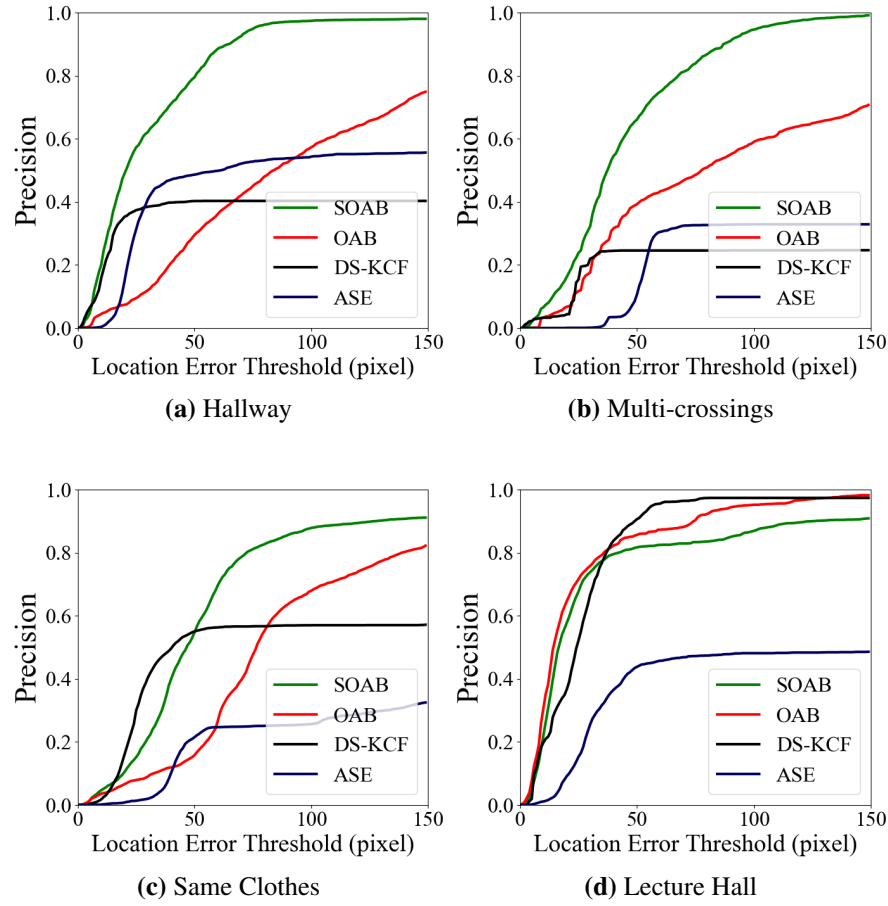 1.0
0.8
0.6
0.4
0.2
0.0
Precision
SOAB
OAB
DS-KCF
ASE
0 50 100 150
Location Error Threshold (pixel)
(a) Hallway
1.0
0.8
0.6
0.4
0.2
0.0
Precision
SOAB
OAB
DS-KCF
ASE
0 50 100 150
Location Error Threshold (pixel)
(b) Multi-crossings
1.0
0.8
0.6
0.4
0.2
0.0
Precision
SOAB
OAB
DS-KCF
ASE
0 50 100 150
Location Error Threshold (pixel)
(c) Same Clothes
1.0
0.8
0.6
0.4
0.2
0.0
Precision
SOAB
OAB
DS-KCF
ASE
0 50 100 150
Location Error Threshold (pixel)
(d) Lecture Hall